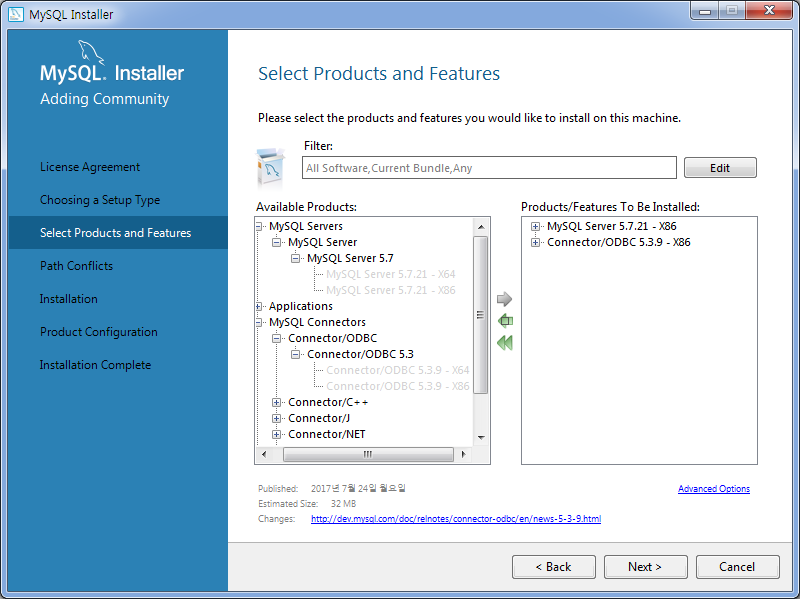 MySQL Installer
MySQL. Installer
Adding Community
License Agreement
Choosing a Setup Type
Select Products and Features
Path Conflicts
Installation
Product Configuration
Installation Complete
Select Products and Features
Please select the products and features you would like to install on this machine.
Filter:
All Software,Current Bundle,Any
Edit
Available Products:
MySQL Servers
MySQL Server
MySQL Server 5.7
MySQL Server 5.7.21 - X64
MySQL Server 5.7.21 - X86
Applications
MySQL Connectors
Connector/ODBC
Connector/ODBC 5.3
Connector/ODBC 5.3.9 - X64
Connector/ODBC 5.3.9 - X86
Connector/C++
Connector/J
Connector/NET
Products/Features To Be Installed:
MySQL Server 5.7.21 - X86
Connector/ODBC 5.3.9 - X86
Published: 2017년 7월 24일 월요일
Estimated Size: 32 MB
Changes: http://dev.mysql.com/doc/relnotes/connector-odbc/en/news-5-3-9.html
Advanced Options
< Back
Next >
Cancel